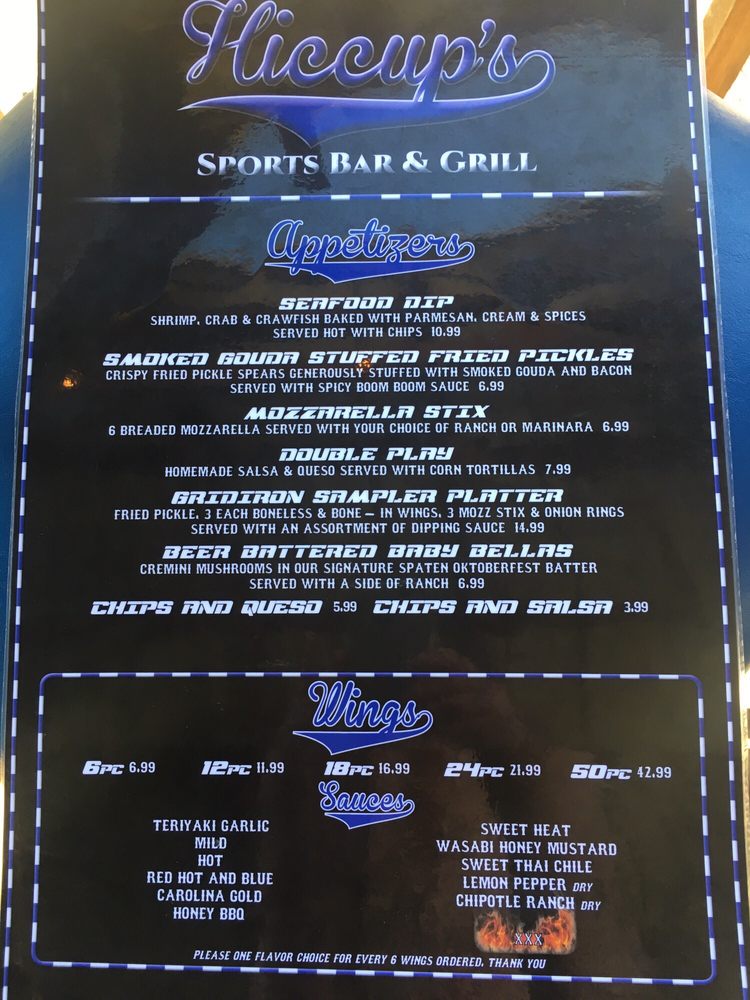 Hiccup's
SPORTS BAR & GRILL
Appetizers
SEAFOOD DIP
SHRIMP, CRAB & CRAWFISH BAKED WITH PARMESAN, CREAM & SPICES
SERVED HOT WITH CHIPS 10.99
SMOKED GOUDA STUFFED FRIED PICKLES
CRISPY FRIED PICKLE SPEARS GENEROUSLY STUFFED WITH SMOKED GOUDA AND BACON
SERVED WITH SPICY BOOM BOOM SAUCE 6.99
MOZZARELLA STIX
6 BREADED MOZZARELLA SERVED WITH YOUR CHOICE OF RANCH OR MARINARA 6.99
DOUBLE PLAY
HOMEMADE SALSA & QUESO SERVED WITH CORN TORTILLAS 7.99
GRIDIRON SAMPLER PLATTER
FRIED PICKLE, 3 EACH BONELESS & BONE – IN WINGS, 3 MOZZ STIX & ONION RINGS
SERVED WITH AN ASSORTMENT OF DIPPING SAUCE 14.99
BEER BATTERED BABY BELLAS
CREMINI MUSHROOMS IN OUR SIGNATURE SPATEN OKTOBERFEST BATTER
SERVED WITH A SIDE OF RANCH 6.99
CHIPS AND QUESO 5.99 CHIPS AND SALSA 3.99
Wings
6PC 6.99 12PC 11.99 18PC 16.99 24PC 21.99 50PC 42.99
Sauces
TERIYAKI GARLIC
MILD
HOT
RED HOT AND BLUE
CAROLINA GOLD
HONEY BBQ
SWEET HEAT
WASABI HONEY MUSTARD
SWEET THAI CHILE
LEMON PEPPER DRY
CHIPOTLE RANCH DRY
XXX
PLEASE ONE FLAVOR CHOICE FOR EVERY 6 WINGS ORDERED, THANK YOU